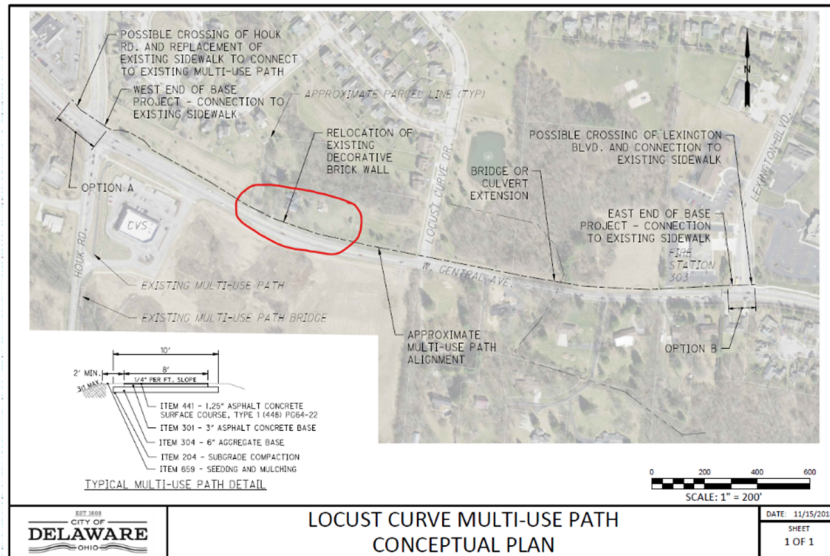 POSSIBLE CROSSING OF HOUK
RD. AND REPLACEMENT OF
EXISTING SIDEWALK TO CONNECT
TO EXISTING MULTI-USE PATH
WEST END OF BASE
PROJECT - CONNECTION TO
EXISTING SIDEWALK
APPROXIMATE PARCEL LINE (TYP)
RELOCATION OF
EXISTING
DECORATIVE
BRICK WALL
OPTION A
CVS
HOUK RD.
EXISTING MULTI-USE PATH
EXISTING MULTI-USE PATH BRIDGE
LOCUST CURVE DR.
BRIDGE OR
CULVERT
EXTENSION
W. CENTRAL AVE.
APPROXIMATE
MULTI-USE PATH
ALIGNMENT
N
LEXINGTON BLVD.
POSSIBLE CROSSING OF LEXINGTON
BLVD. AND CONNECTION TO
EXISTING SIDEWALK
EAST END OF BASE
PROJECT - CONNECTION
TO EXISTING SIDEWALK
FIRE
STATION
303
OPTION B
10'
8'
2' MIN.
1/4" PER FT. SLOPE
3:1 MAX
ITEM 441 - 1.25" ASPHALT CONCRETE
SURFACE COURSE, TYPE 1 (448) PG64-22
ITEM 301 - 3" ASPHALT CONCRETE BASE
ITEM 304 - 6" AGGREGATE BASE
ITEM 204 - SUBGRADE COMPACTION
ITEM 659 - SEEDING AND MULCHING
TYPICAL MULTI-USE PATH DETAIL
0 200 400 600
SCALE: 1" = 200'
EST 1808
CITY OF
DELAWARE
OHIO
LOCUST CURVE MULTI-USE PATH
CONCEPTUAL PLAN
DATE: 11/15/201
SHEET
1 OF 1